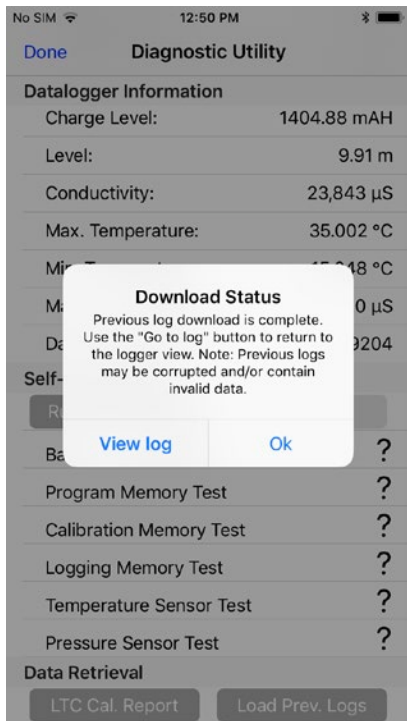 No SIM 12:50 PM
Done Diagnostic Utility
Datalogger Information
Charge Level: 1404.88 mAH
Level: 9.91 m
Conductivity: 23,843 µS
Max. Temperature: 35.002 °C
°C
Download Status
Previous log download is complete.
Use the "Go to log" button to return to
the logger view. Note: Previous logs
may be corrupted and/or contain
invalid data.
View log Ok
µS
9204
Self-
?
Program Memory Test ?
Calibration Memory Test ?
Logging Memory Test ?
Temperature Sensor Test ?
Pressure Sensor Test ?
Data Retrieval
LTC Cal. Report Load Prev. Logs